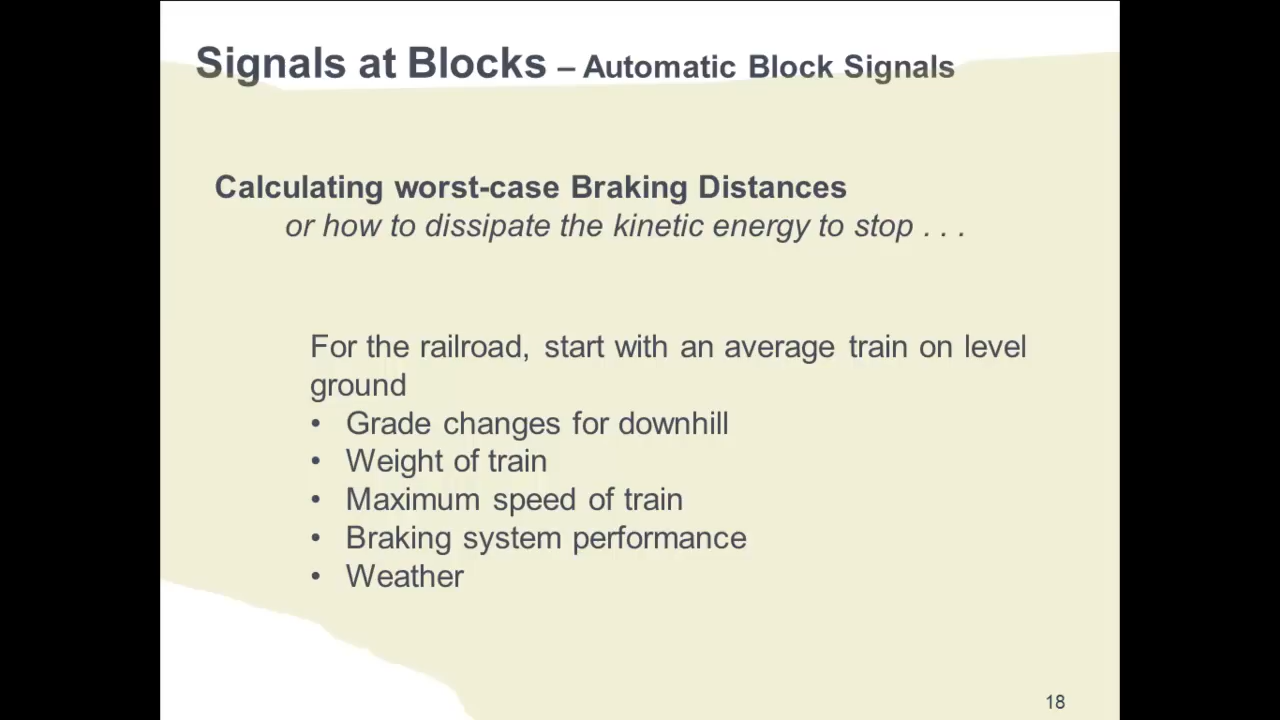 Signals at Blocks – Automatic Block Signals
Calculating worst-case Braking Distances
or how to dissipate the kinetic energy to stop . . .
For the railroad, start with an average train on level
ground
• Grade changes for downhill
• Weight of train
• Maximum speed of train
• Braking system performance
• Weather
18